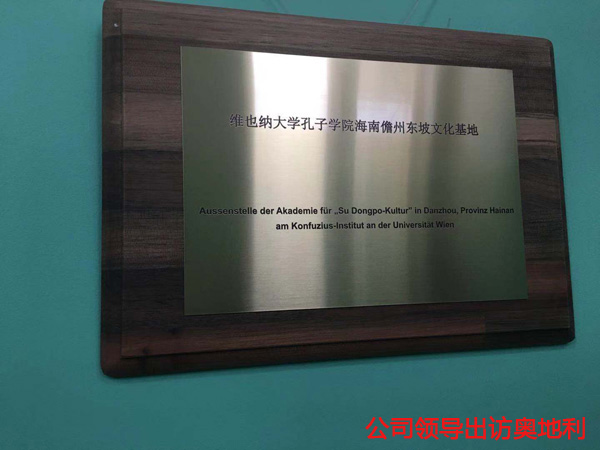 维也纳大学孔子学院海南儋州东坡文化基地
Aussenstelle der Akademie für „Su Dongpo-Kultur" in Danzhou, Provinz Hainan
am Konfuzius-Institut an der Universität Wien
公司领导出访奥地利